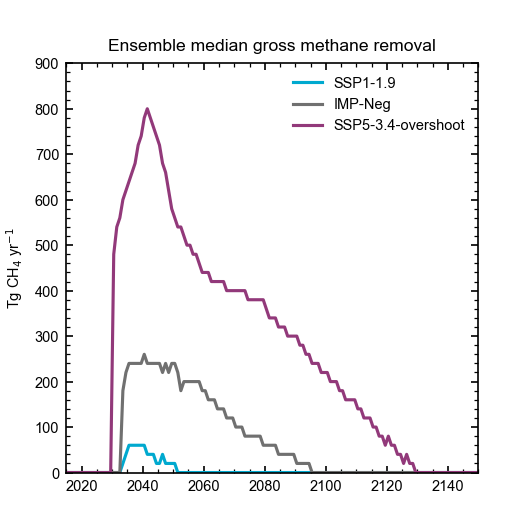 Ensemble median gross methane removal
900
800
700
600
500
400
300
200
100
0
Tg CH₄ yr⁻¹
SSP1-1.9
IMP-Neg
SSP5-3.4-overshoot
2020 2040 2060 2080 2100 2120 2140